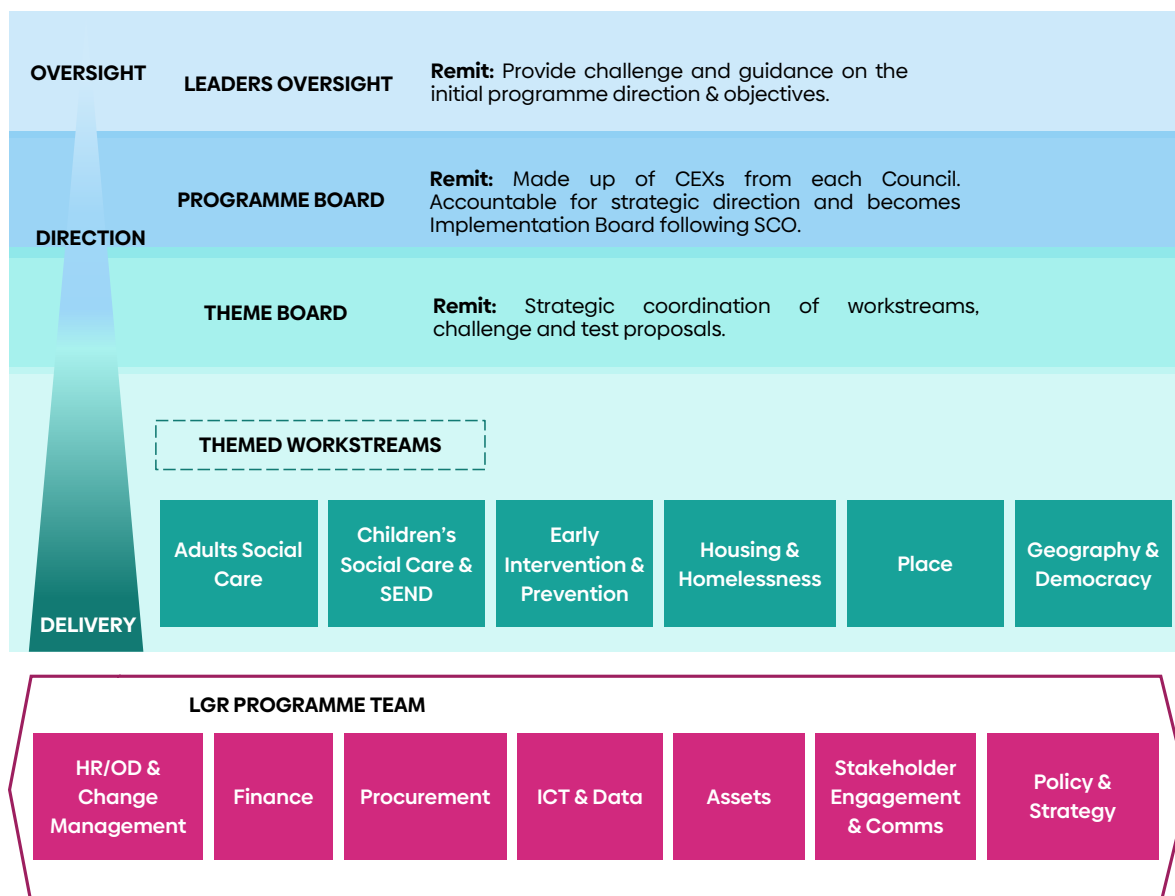 OVERSIGHT
LEADERS OVERSIGHT
Remit: Provide challenge and guidance on the
initial programme direction & objectives.
DIRECTION
PROGRAMME BOARD
Remit: Made up of CEXs from each Council.
Accountable for strategic direction and becomes
Implementation Board following SCO.
THEME BOARD
Remit: Strategic coordination of workstreams,
challenge and test proposals.
DELIVERY
THEMED WORKSTREAMS
Adults Social
Care
Children’s
Social Care &
SEND
Early
Intervention &
Prevention
Housing &
Homelessness
Place
Geography &
Democracy
LGR PROGRAMME TEAM
HR/OD &
Change
Management
Finance
Procurement
ICT & Data
Assets
Stakeholder
Engagement
& Comms
Policy &
Strategy